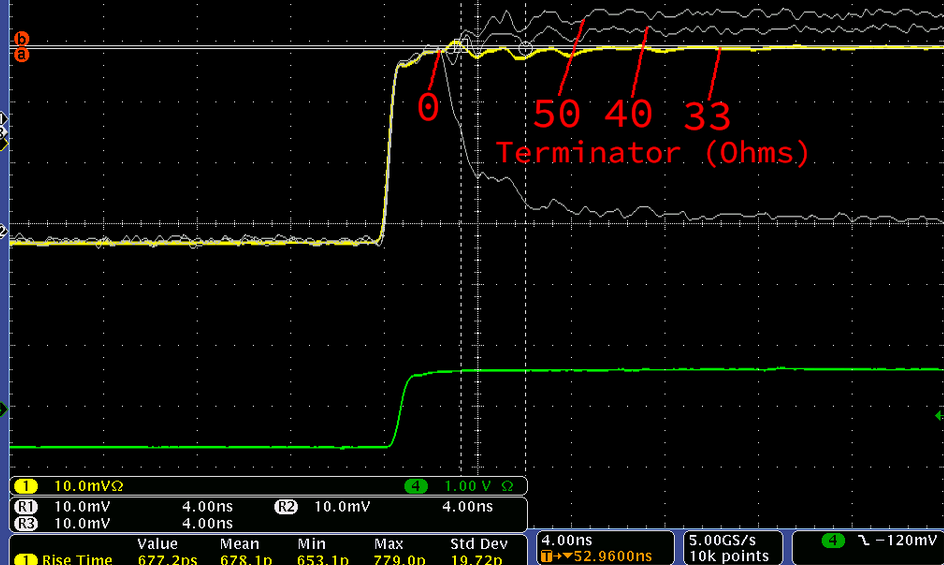 b
a
0
50 40 33
Terminator (Ohms)
2
1 10.0mVΩ 4 1.00 V Ω
R1 10.0mV 4.00ns R2 10.0mV 4.00ns
R3 10.0mV 4.00ns
Value Mean Min Max Std Dev
1 Rise Time 677.2ps 678.1p 653.1p 779.0p 19.72p
4.00ns
T→▼52.9600ns
5.00GS/s
10k points
4 -120mV